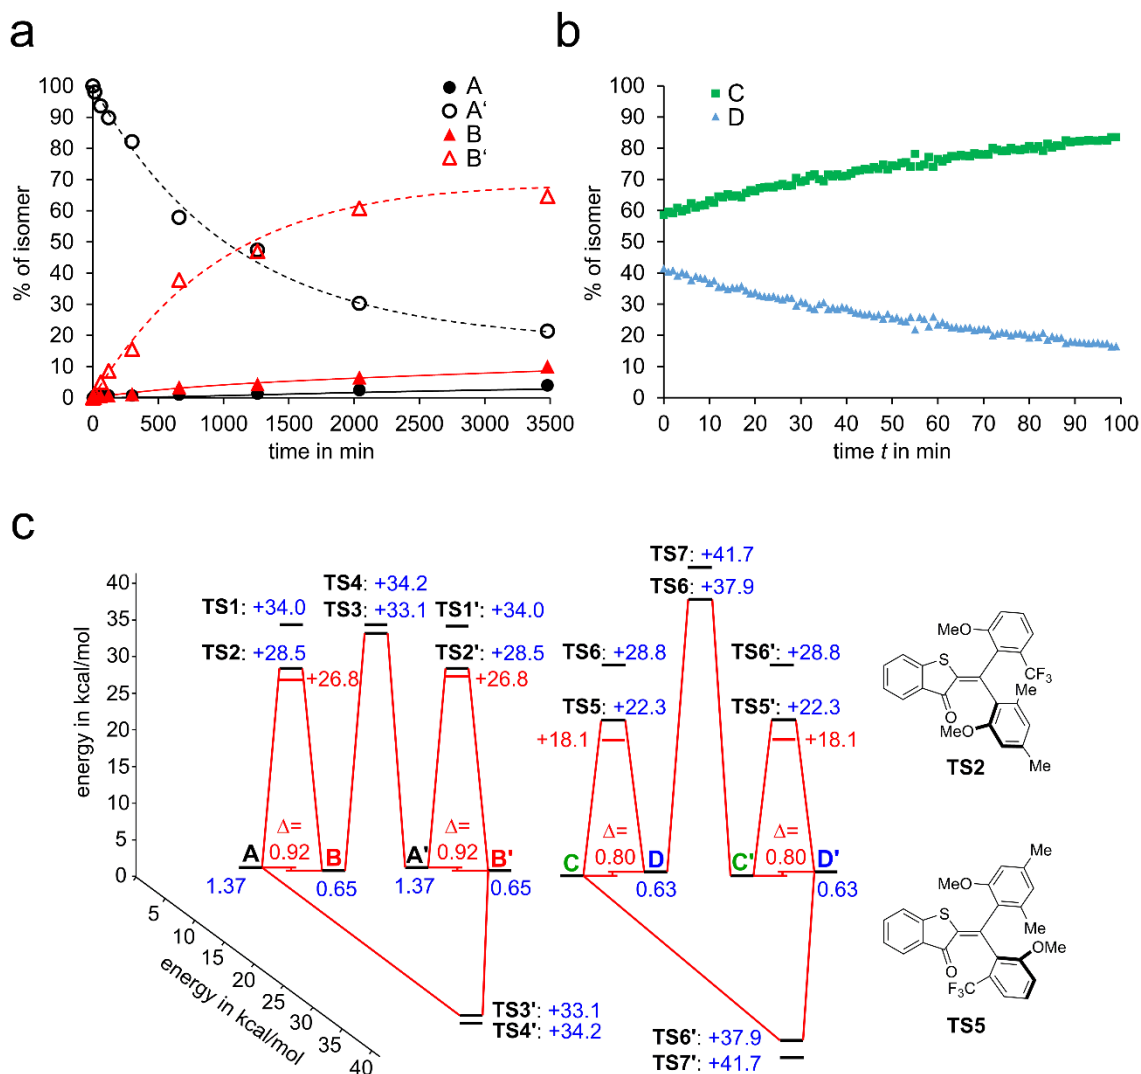 a
b
100
90
80
70
60
50
40
30
20
10
0
% of isomer
0 500 1000 1500 2000 2500 3000 3500
time in min
A
A‘
B
B‘
100
90
80
70
60
50
40
30
20
10
0
% of isomer
0 10 20 30 40 50 60 70 80 90 100
time t in min
C
D
c
energy in kcal/mol
40
35
30
25
20
15
10
5
0
5
10
15
20
25
30
35
40
energy in kcal/mol
TS1: +34.0
TS2: +28.5
+26.8
TS4: +34.2
TS3: +33.1
TS1': +34.0
TS2': +28.5
+26.8
A
Δ=
0.92
B
A'
Δ=
0.92
B'
1.37
0.65
1.37
0.65
TS3': +33.1
TS4': +34.2
TS7: +41.7
TS6: +37.9
TS6: +28.8
TS5: +22.3
+18.1
TS6': +28.8
TS5': +22.3
+18.1
C
Δ=
0.80
D
C'
Δ=
0.80
D'
0.63
0.63
TS6': +37.9
TS7': +41.7
MeO
S
CF3
Me
O
MeO
Me
TS2
Me
MeO
S
Me
O
OMe
F3C
TS5